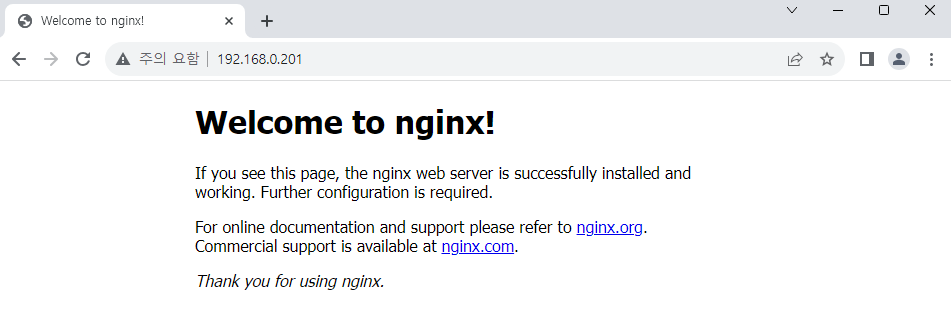 Welcome to nginx!
주의 요함 192.168.0.201
Welcome to nginx!
If you see this page, the nginx web server is successfully installed and
working. Further configuration is required.
For online documentation and support please refer to nginx.org.
Commercial support is available at nginx.com.
Thank you for using nginx.